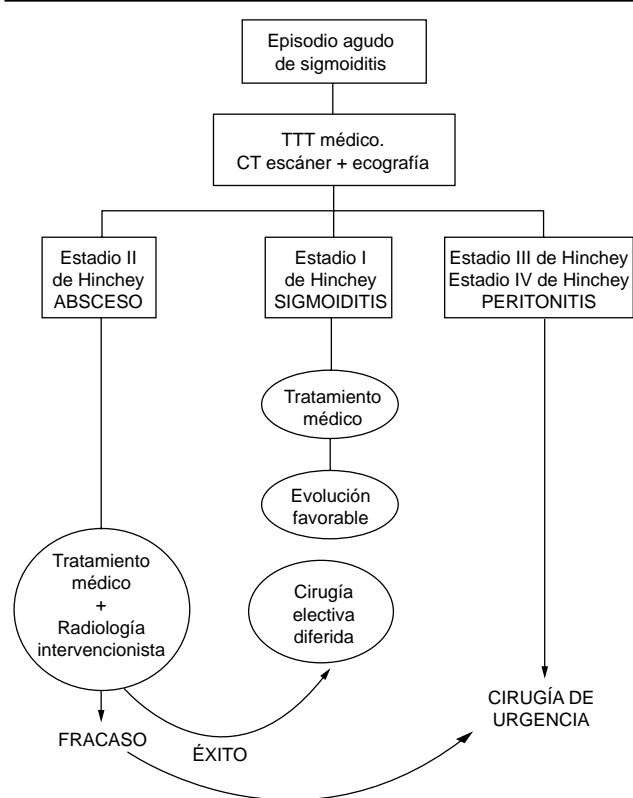 Episodio agudo
de sigmoiditis
TTT médico.
CT escáner + ecografía
Estadio II
de Hinchey
ABSCESO
Estadio I
de Hinchey
SIGMOIDITIS
Estadio III de Hinchey
Estadio IV de Hinchey
PERITONITIS
Tratamiento
médico
Evolución
favorable
Tratamiento
médico
+
Radiología
intervencionista
Cirugía
electiva
diferida
FRACASO
ÉXITO
CIRUGÍA DE
URGENCIA